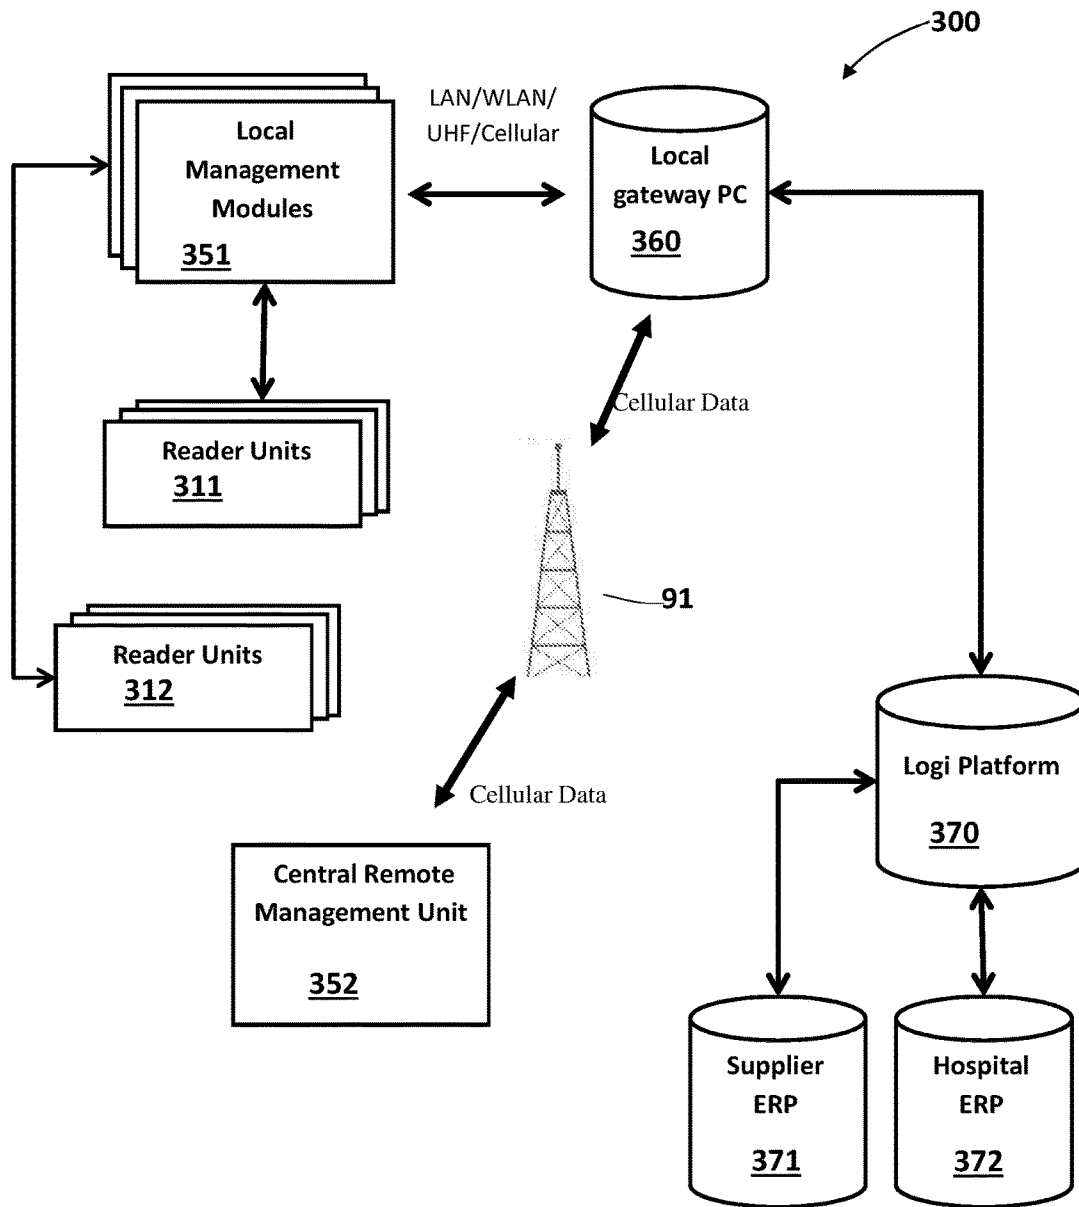 300
LAN/WLAN/
UHF/Cellular
Local
Management
Modules
351
Local
gateway PC
360
Cellular Data
Reader Units
311
91
Reader Units
312
Logi Platform
370
Cellular Data
Central Remote
Management Unit
352
Supplier
ERP
371
Hospital
ERP
372